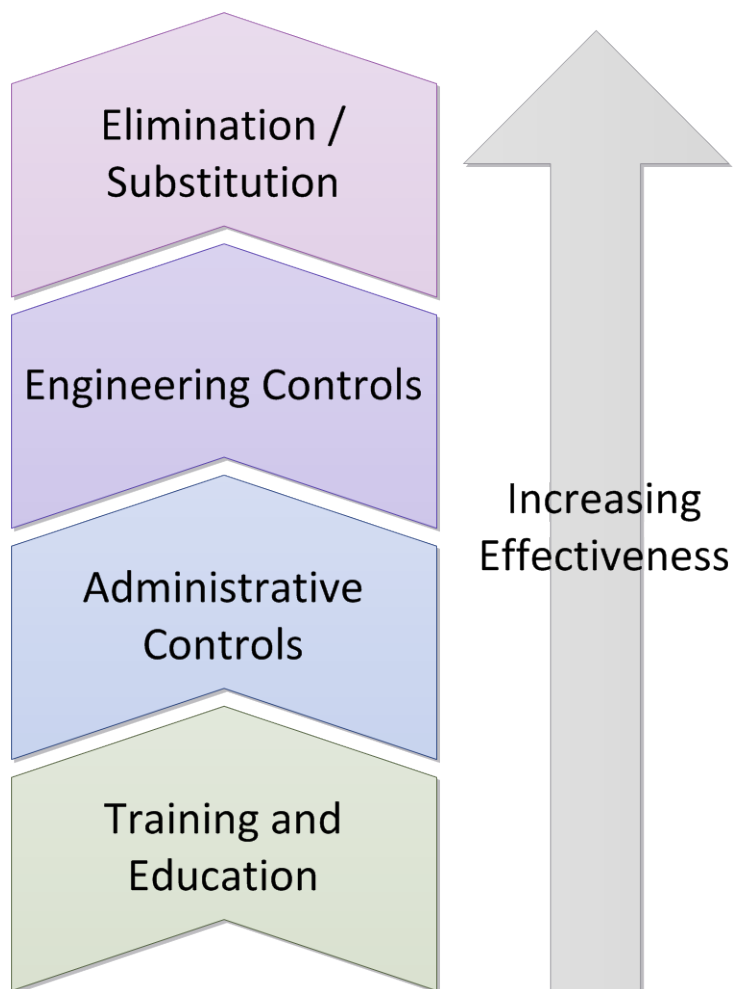 Elimination /
Substitution
Engineering Controls
Increasing
Effectiveness
Administrative
Controls
Training and
Education